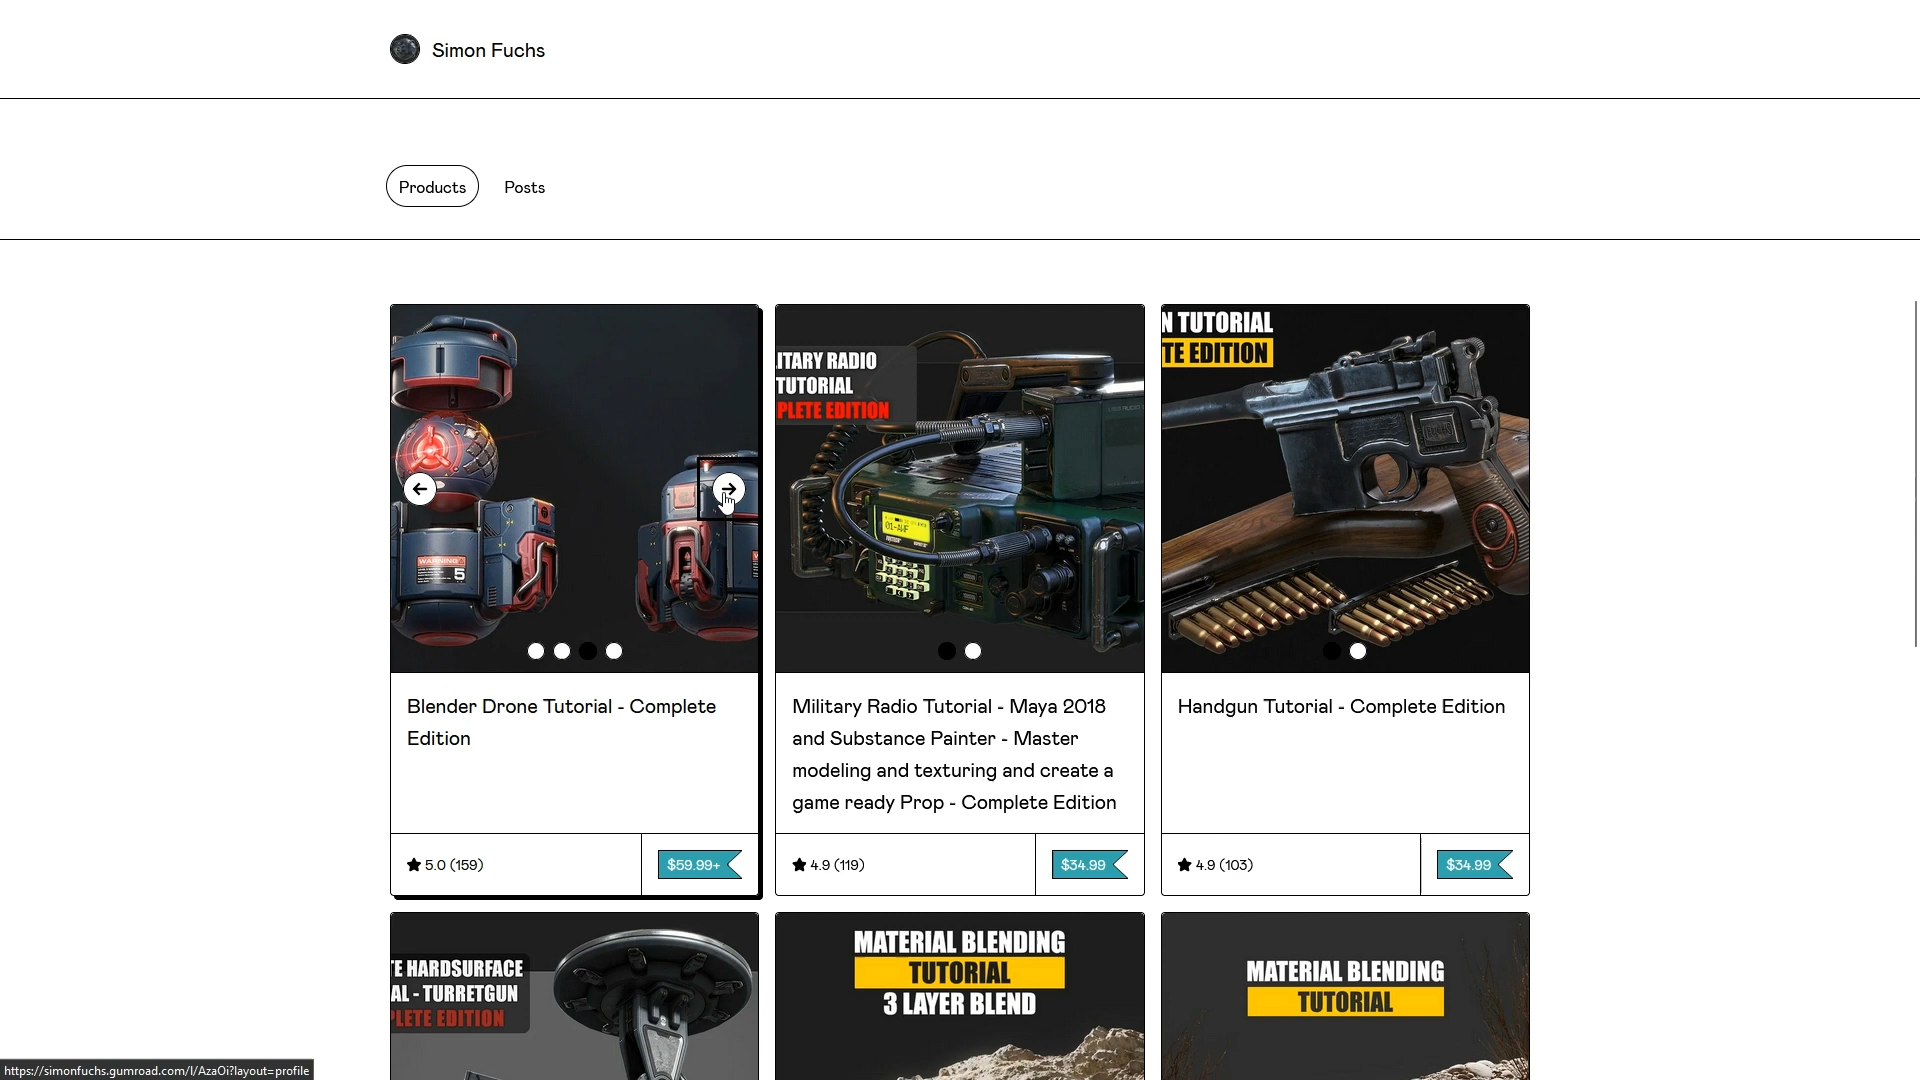 Simon Fuchs
Products
Posts
ITARY RADIO
TUTORIAL
PLETE EDITION
01-AWF
WARNING
5
N TUTORIAL
TE EDITION
Blender Drone Tutorial - Complete
Edition
Military Radio Tutorial - Maya 2018
and Substance Painter - Master
modeling and texturing and create a
game ready Prop - Complete Edition
Handgun Tutorial - Complete Edition
5.0 (159)
$59.99+
4.9 (119)
$34.99
4.9 (103)
$34.99
TE HARDSURFACE
AL - TURRETGUN
PLETE EDITION
MATERIAL BLENDING
TUTORIAL
3 LAYER BLEND
MATERIAL BLENDING
TUTORIAL
https://simonfuchs.gumroad.com/l/AzaOi?layout=profile